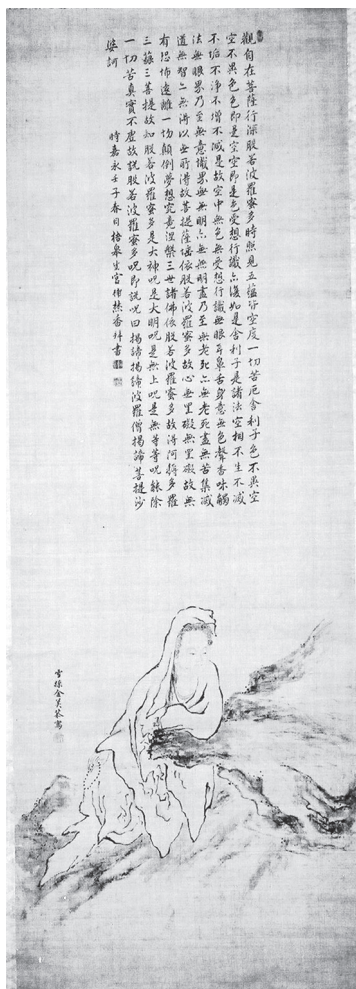 觀自在菩薩行深般若波羅蜜多時照見五蘊皆空度一切苦厄舍利子色不異空
空不異色色即是空空即是色受想行識亦復如是舍利子是諸法空相不生不滅
不垢不淨不增不減是故空中無色無受想行識無眼耳鼻舌身意無色聲香味觸
法無眼界乃至無意識界無無明亦無無明盡乃至無老死亦無老死盡無苦集滅
道無智亦無得以無所得故菩提薩埵依般若波羅蜜多故心無罣礙無罣礙故無
有恐怖遠離一切顛倒夢想究竟涅槃三世諸佛依般若波羅蜜多故得阿耨多羅
三藐三菩提故知般若波羅蜜多是大神呪是大明呪是無上呪是無等等呪能除
一切苦真實不虛故說般若波羅蜜多呪即說呪曰揭諦揭諦波羅僧揭諦菩提沙
婆訶
時嘉永壬子春日拾翠生宮香拜書
雪金英寫